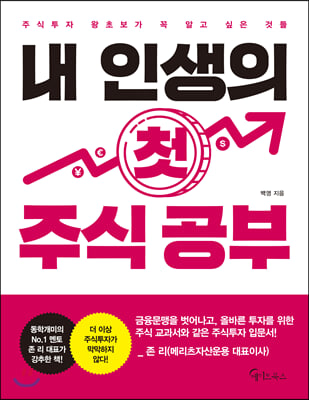 주식투자 왕초보가 꼭 알고 싶은 것들
내 인생의
첫
€
¥
$
백영 지음
주식 공부
동학개미의
No.1 멘토
존 리 대표가
강추한 책!
더 이상
주식투자가
막막하지
않다!
금융문맹을 벗어나고, 올바른 투자를 위한
주식 교과서와 같은 주식투자 입문서!
_ 존 리(메리츠자산운용 대표이사)
메이트북스